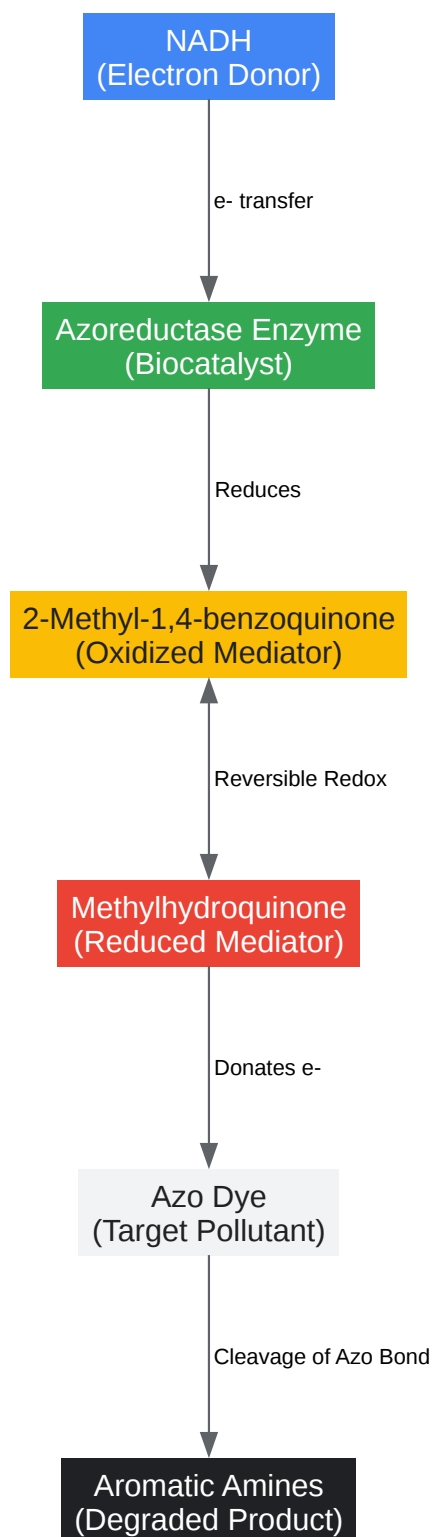 NADH
(Electron Donor)
e- transfer
Azoreductase Enzyme
(Biocatalyst)
Reduces
2-Methyl-1,4-benzoquinone
(Oxidized Mediator)
Reversible Redox
Methylhydroquinone
(Reduced Mediator)
Donates e-
Azo Dye
(Target Pollutant)
Cleavage of Azo Bond
Aromatic Amines
(Degraded Product)